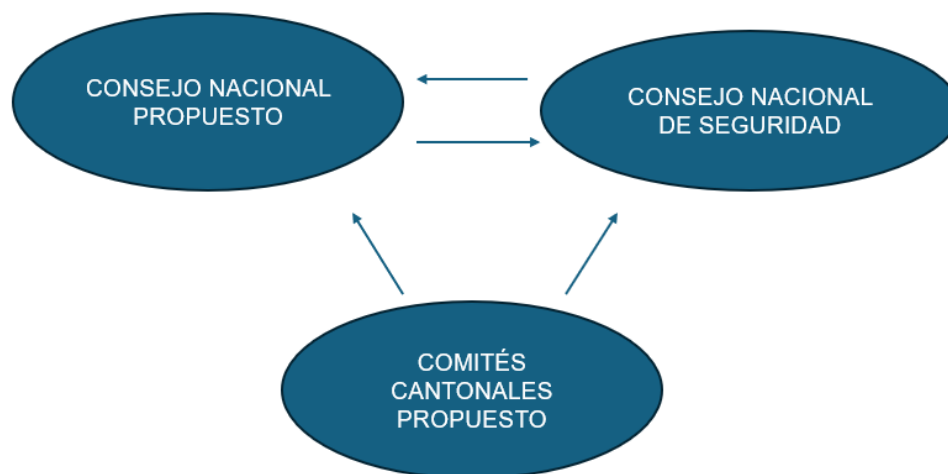 CONSEJO NACIONAL
PROPUESTO
CONSEJO NACIONAL
DE SEGURIDAD
COMITÉS
CANTONALES
PROPUESTO